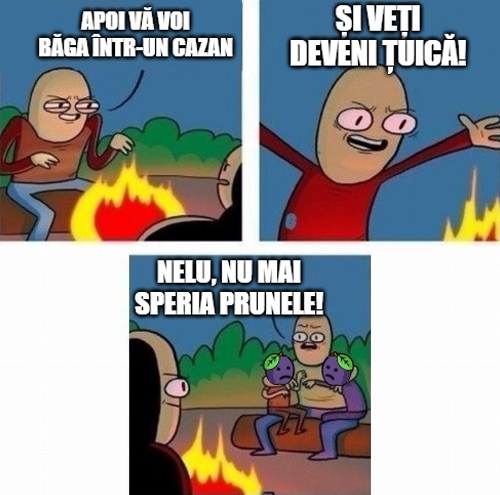 APOI VĂ VOI
BĂGA ÎNTR-UN CAZAN
ȘI VEȚI
DEVENI ȚUICĂ!
NELU, NU MAI
SPERIA PRUNELE!